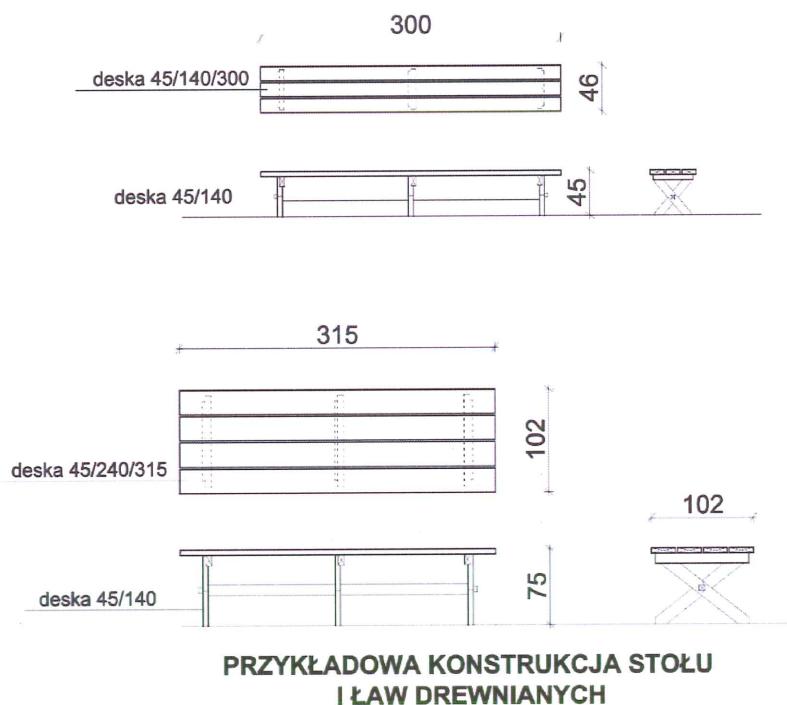 300
deska 45/140/300
46
deska 45/140
45
315
deska 45/240/315
102
102
deska 45/140
75
PRZYKŁADOWA KONSTRUKCJA STOŁU
I ŁAW DREWNIANYCH